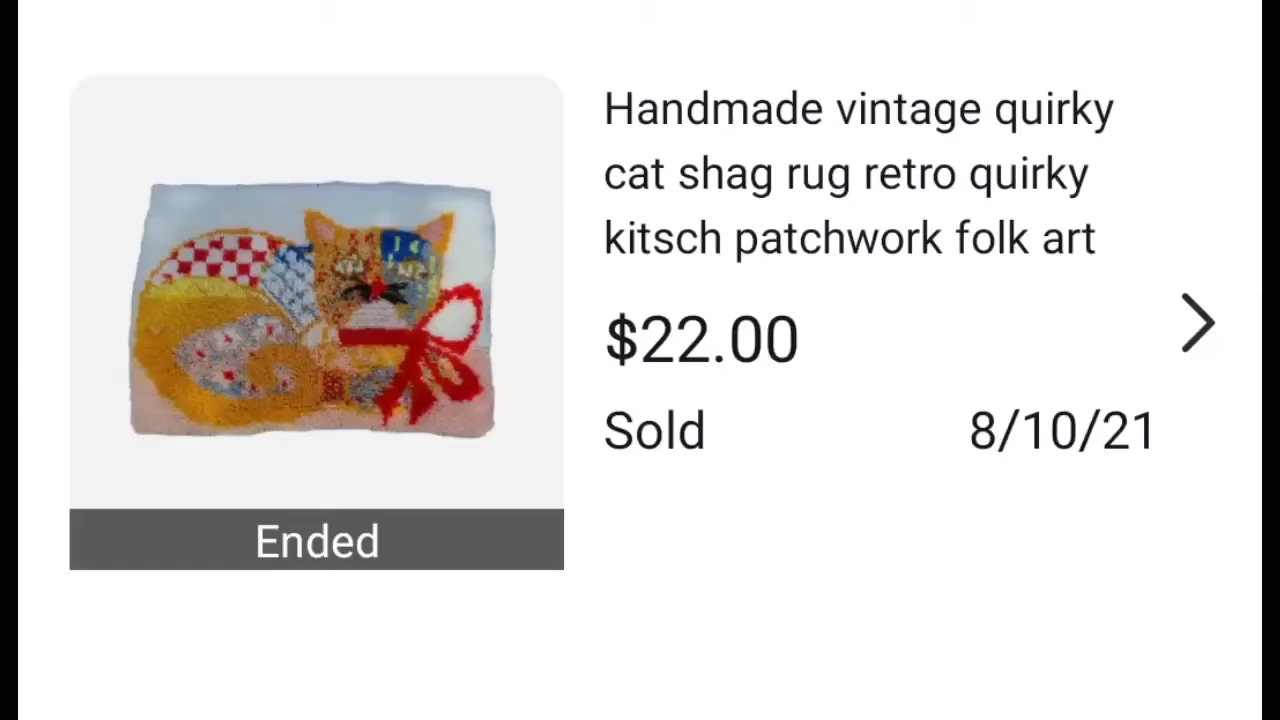 Handmade vintage quirky
cat shag rug retro quirky
kitsch patchwork folk art
$22.00
Sold 8/10/21
Ended